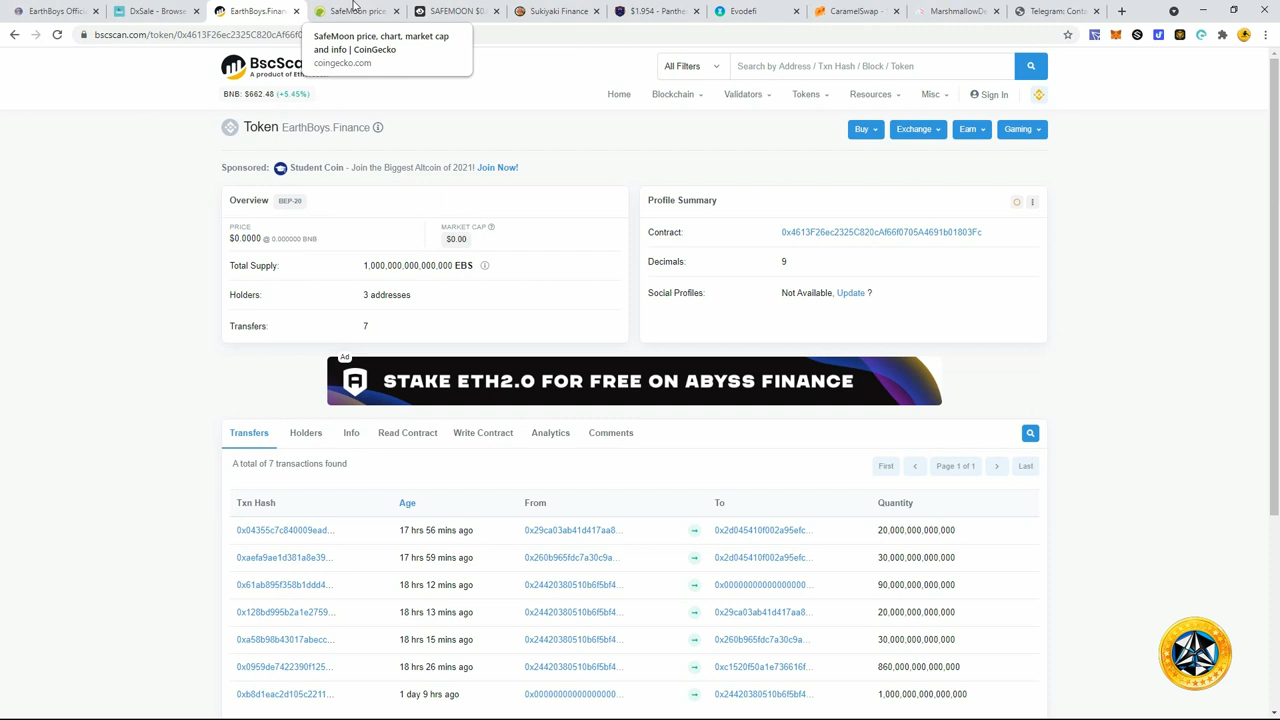 EarthBoys Offici
DxSale - Browse
EarthBoys.Finan
SafeMoon price,
SAFEMOON $0.
Sukiyaki Finance
$1.954 - Panthe
Evodefi
CaramelSwap -
MarshmallowDe
Telegram: Conta
bscscan.com/token/0x4613F26ec2325C820cAf66f0
SafeMoon price, chart, market cap
and info | CoinGecko
coingecko.com
BscSca
A product of Ethe
All Filters
Search by Address / Txn Hash / Block / Token
BNB: $662.48 (+5.45%)
Home
Blockchain
Validators
Tokens
Resources
Misc
Sign In
Token EarthBoys.Finance
Buy
Exchange
Earn
Gaming
Sponsored: Student Coin - Join the Biggest Altcoin of 2021! Join Now!
Overview BEP-20
Profile Summary
PRICE
MARKET CAP
$0.0000 @ 0.000000 BNB
$0.00
Contract: 0x4613F26ec2325C820cAf66f0705A4691b01803Fc
Total Supply: 1,000,000,000,000,000 EBS
Decimals: 9
Holders: 3 addresses
Social Profiles: Not Available, Update ?
Transfers: 7
Ad
STAKE ETH2.0 FOR FREE ON ABYSS FINANCE
Transfers
Holders
Info
Read Contract
Write Contract
Analytics
Comments
A total of 7 transactions found
First
Page 1 of 1
Last
Txn Hash Age From To Quantity
0x04355c7c840009ead... 17 hrs 56 mins ago 0x29ca03ab41d417aa8... 0x2d045410f002a95efc... 20,000,000,000,000
0xaefa9ae1d381a8e39... 17 hrs 59 mins ago 0x260b965fdc7a30c9a... 0x2d045410f002a95efc... 30,000,000,000,000
0x61ab895f358b1ddd4... 18 hrs 12 mins ago 0x24420380510b6f5bf4... 0x00000000000000000... 90,000,000,000,000
0x128bd995b2a1e2759... 18 hrs 13 mins ago 0x24420380510b6f5bf4... 0x29ca03ab41d417aa8... 20,000,000,000,000
0xa58b98b43017abecc... 18 hrs 15 mins ago 0x24420380510b6f5bf4... 0x260b965fdc7a30c9a... 30,000,000,000,000
0x0959de7422390f125... 18 hrs 26 mins ago 0x24420380510b6f5bf4... 0xc1520f50a1e736616f... 860,000,000,000,000
0xb8d1eac2d105c2211... 1 day 9 hrs ago 0x00000000000000000... 0x24420380510b6f5bf4... 1,000,000,000,000,000